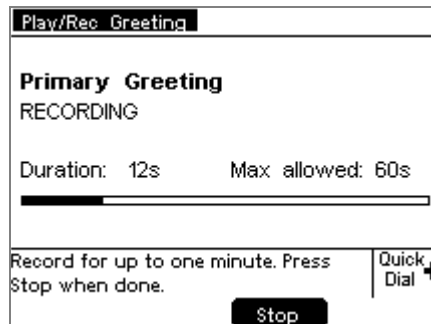 Play/Rec Greeting
Primary Greeting
RECORDING
Duration: 12s Max allowed: 60s
Record for up to one minute. Press
Stop when done.
Quick
Dial
Stop